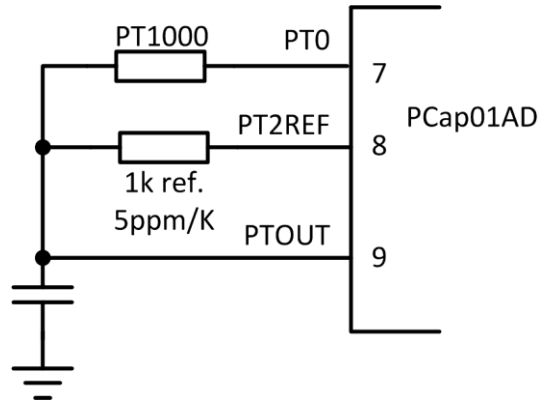 PT1000
PT0
7
PCap01AD
PT2REF
8
1k ref.
5ppm/K
PTOUT
9